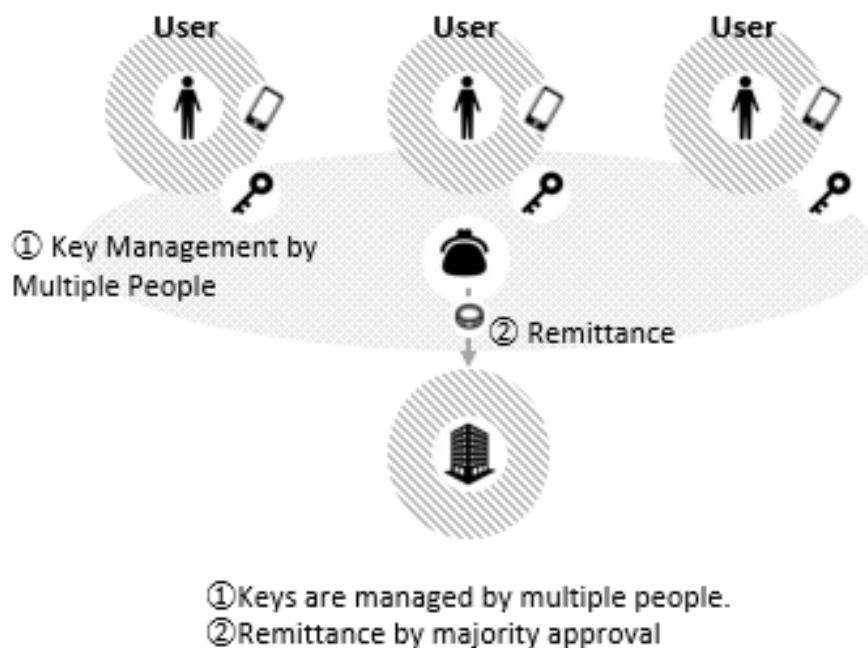 User User User
① Key Management by
Multiple People
② Remittance
①Keys are managed by multiple people.
②Remittance by majority approval